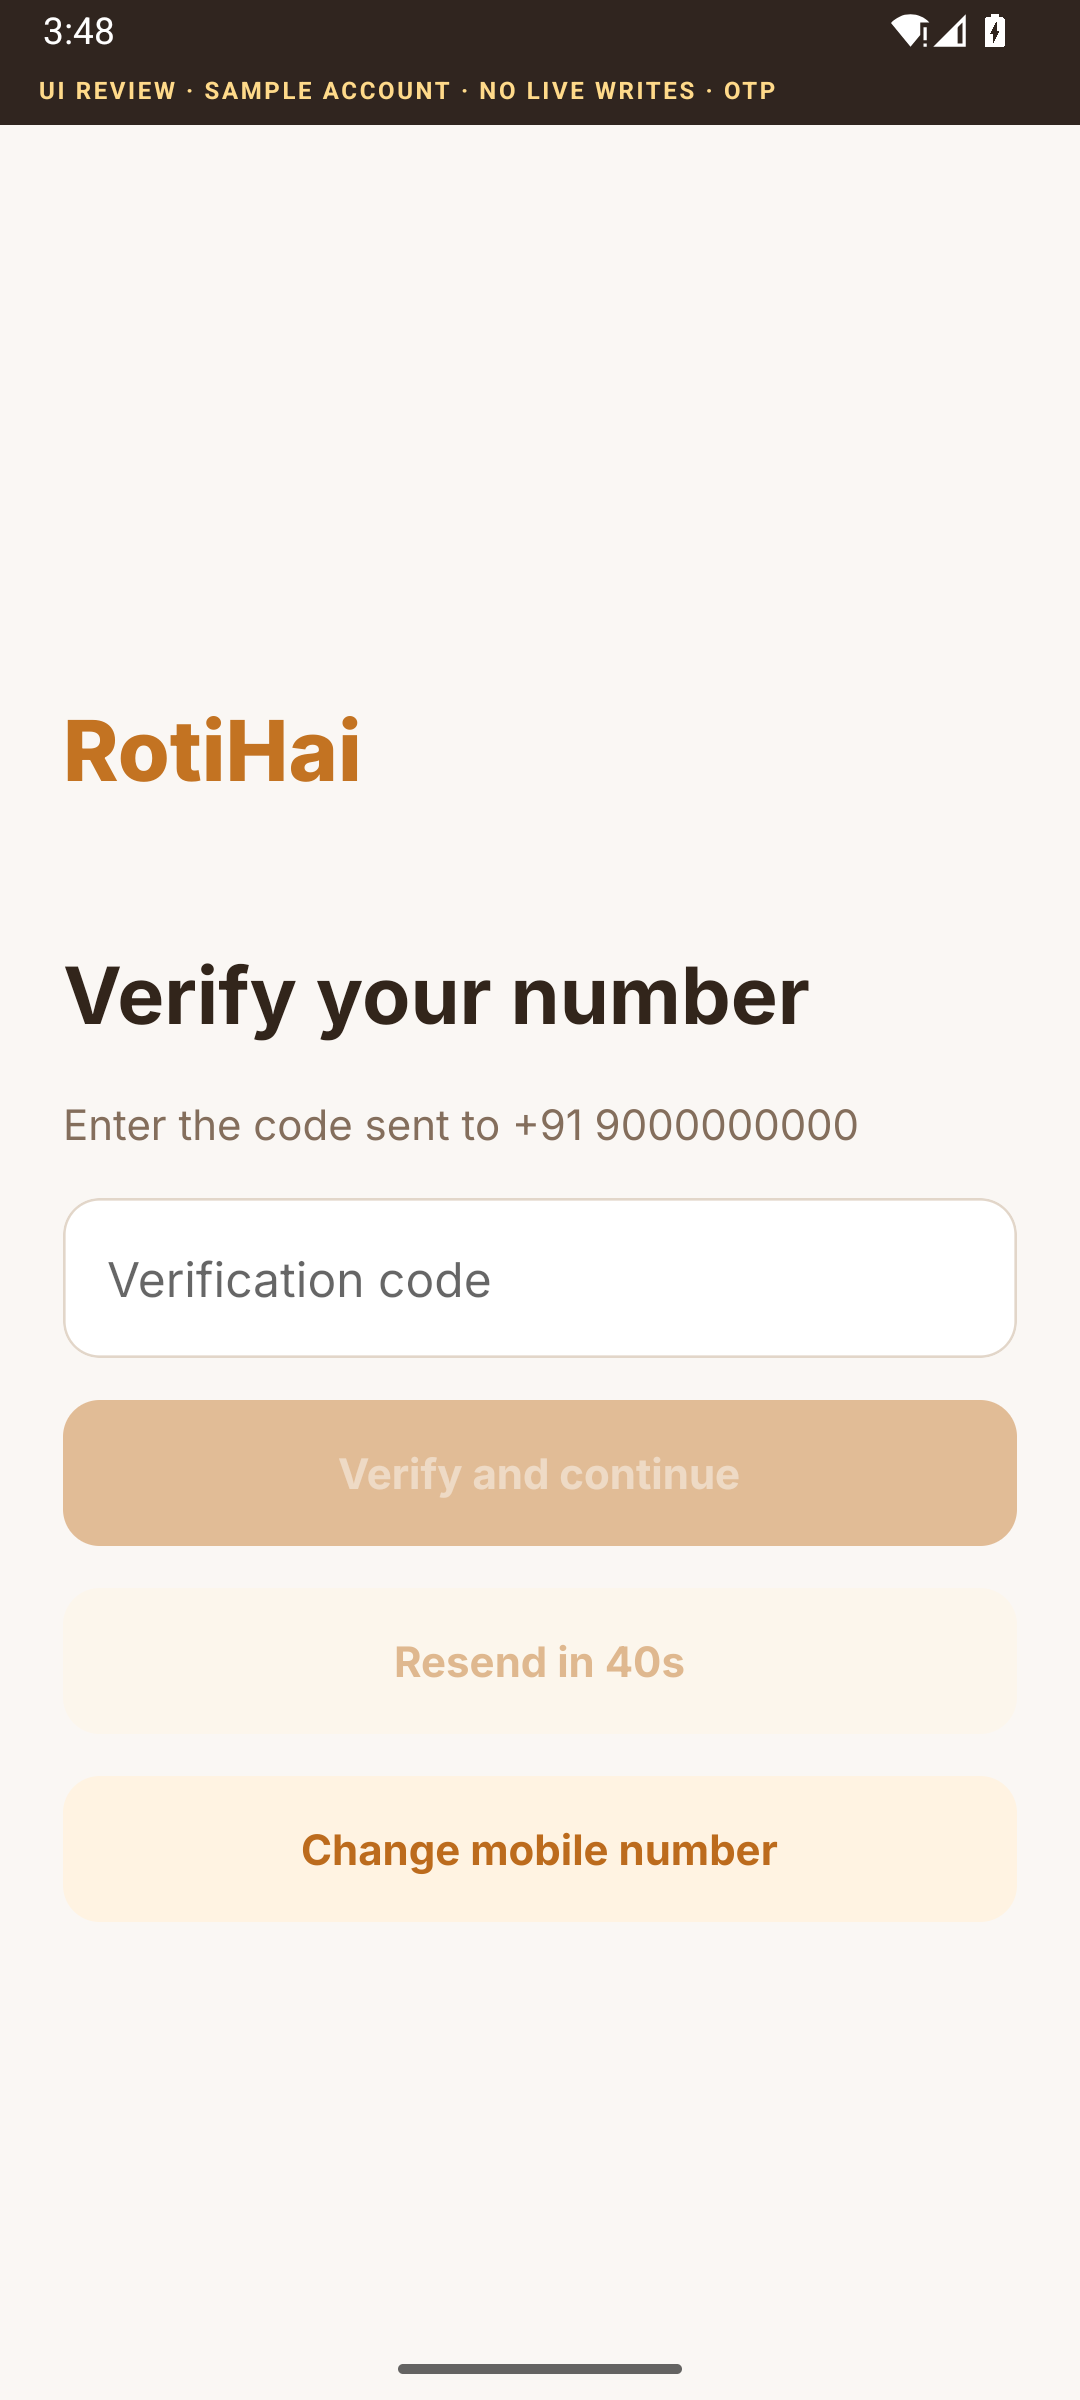 3:48
UI REVIEW · SAMPLE ACCOUNT · NO LIVE WRITES · OTP
RotiHai
Verify your number
Enter the code sent to +91 9000000000
Verification code
Verify and continue
Resend in 40s
Change mobile number